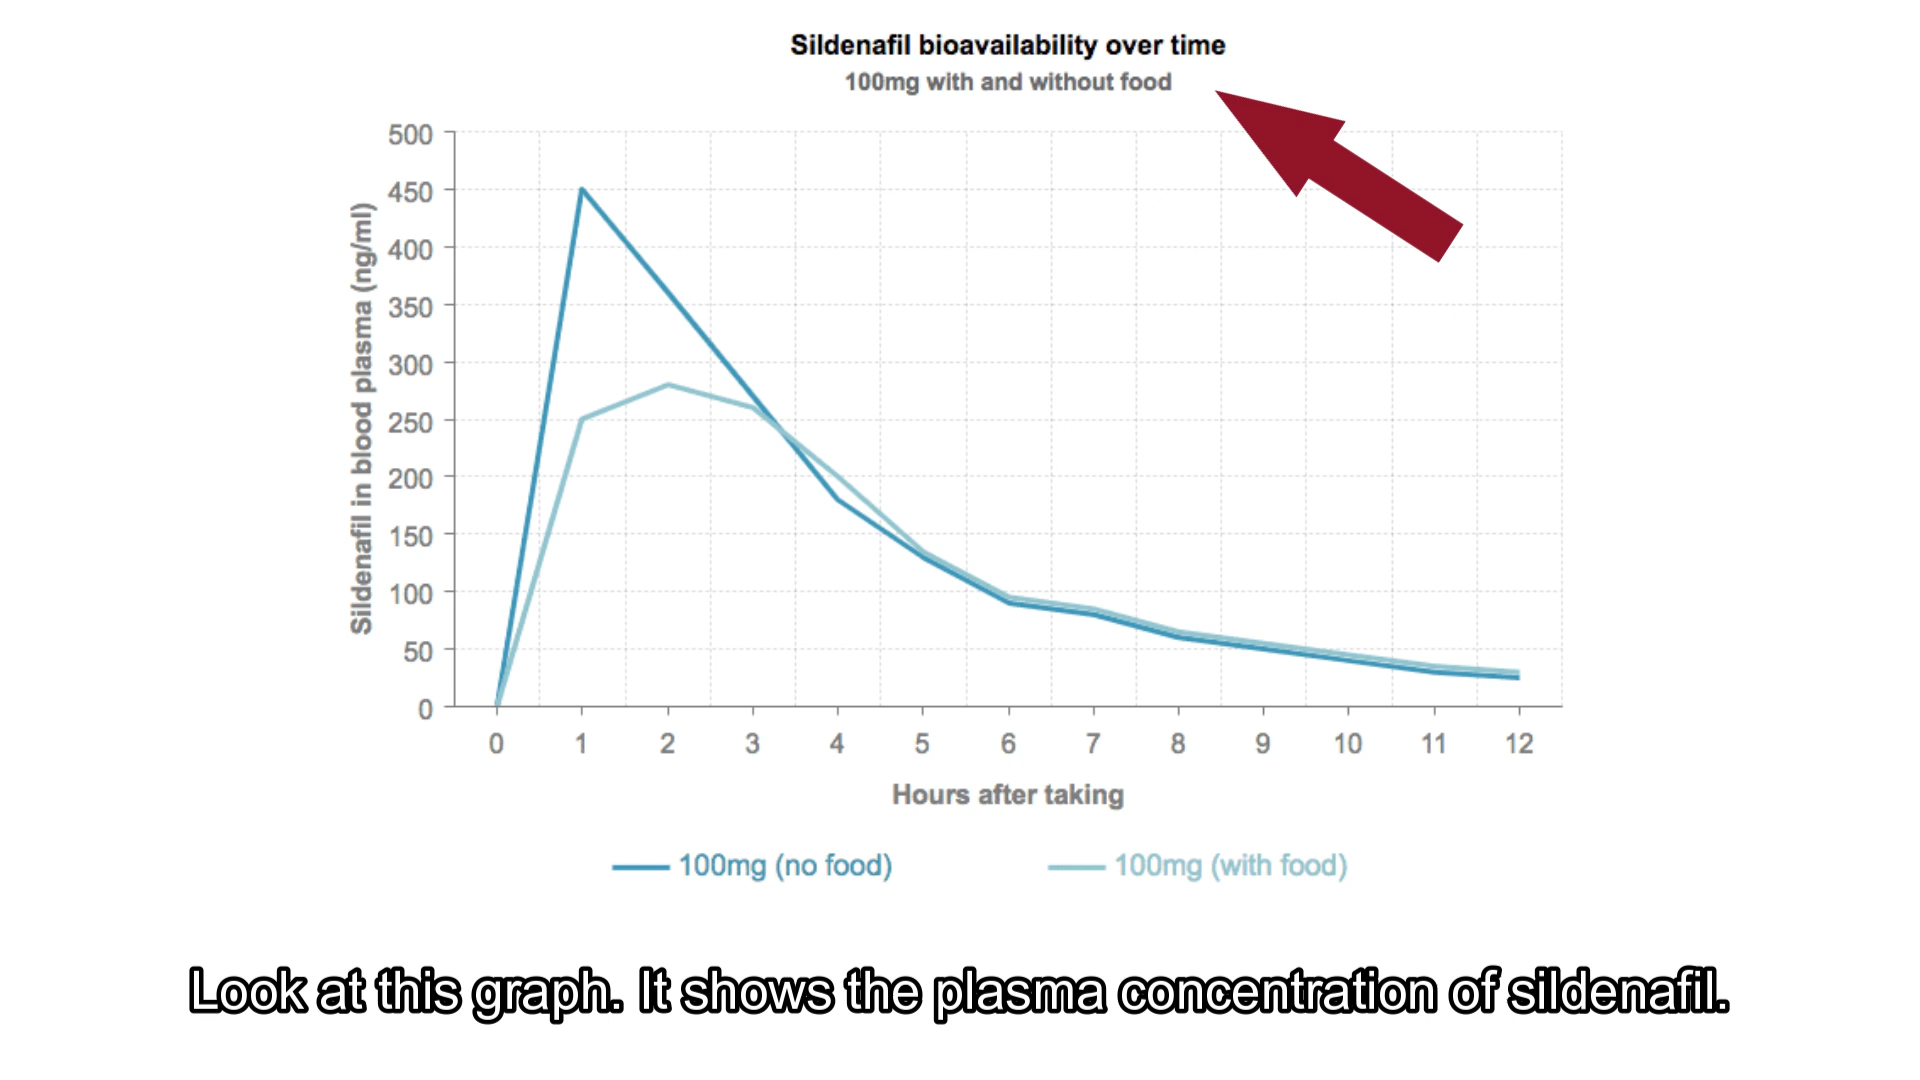 Sildenafil bioavailability over time
100mg with and without food
500
450
400
350
300
250
200
150
100
50
0
Sildenafil in blood plasma (ng/ml)
0 1 2 3 4 5 6 7 8 9 10 11 12
Hours after taking
100mg (no food) 100mg (with food)
Look at this graph. It shows the plasma concentration of sildenafil.